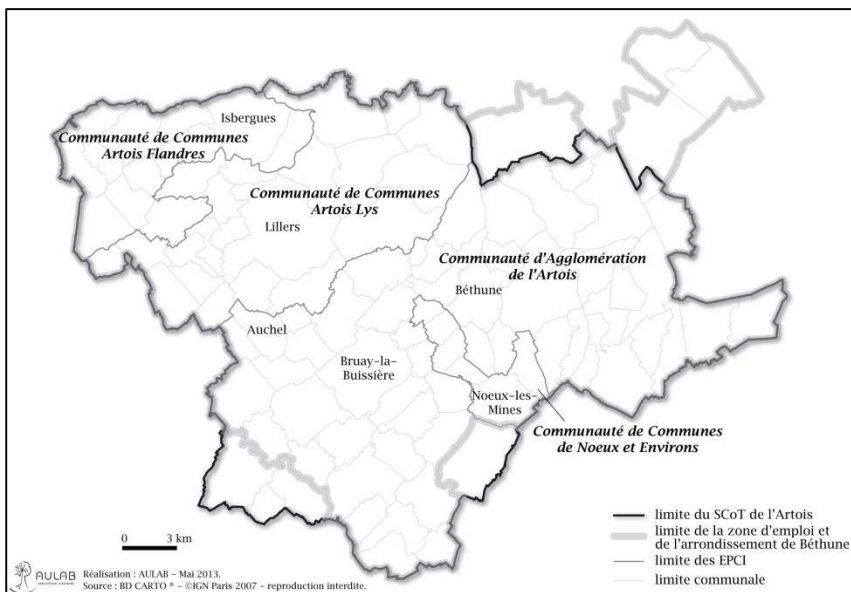 Isbergues
Communauté de Communes
Artois Flandres
Communauté de Communes
Artois Lys
Lillers
Communauté d'Agglomération
de l'Artois
Béthune
Auchel
Bruay-la-
Buissière
Noeux-les-
Mines
Communauté de Communes
de Noeux et Environs
0 3 km
limite du SCoT de l'Artois
limite de la zone d'emploi et
de l'arrondissement de Béthune
limite des EPCI
limite communale
AULAB
Réalisation : AULAB - Mai 2013.
Source : BD CARTO ® - ©IGN Paris 2007 - reproduction interdite.